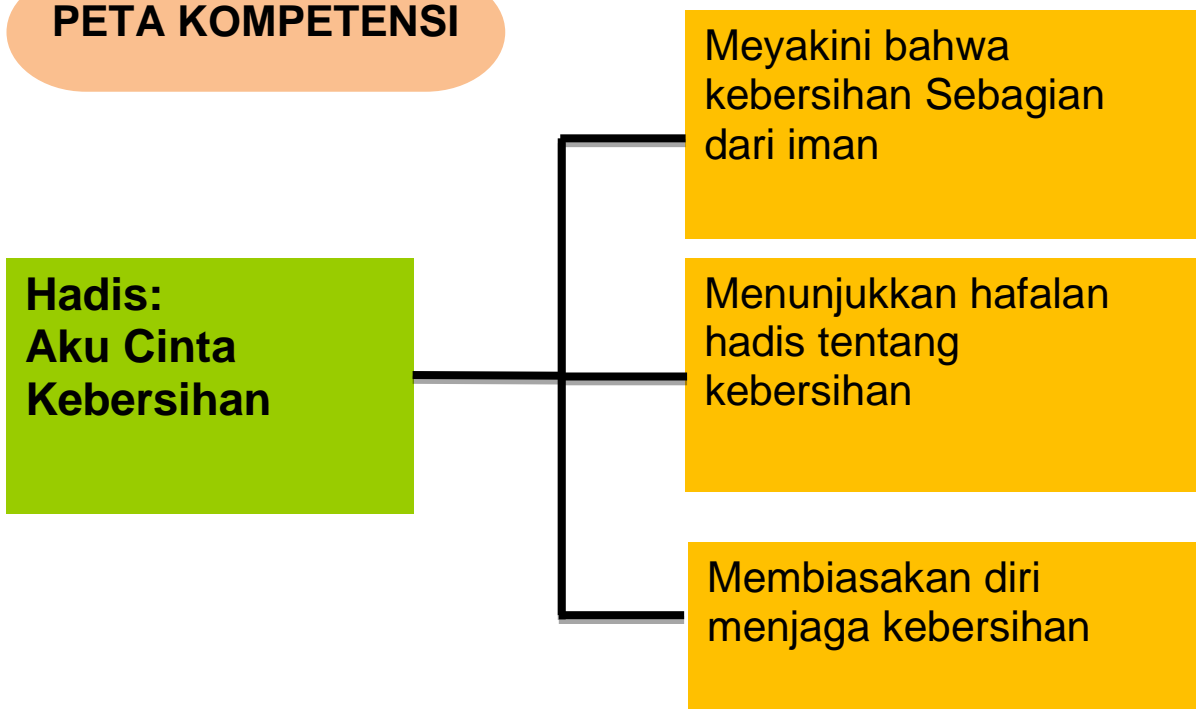 PETA KOMPETENSI
Meyakini bahwa
kebersihan Sebagian
dari iman
Hadis:
Aku Cinta
Kebersihan
Menunjukkan hafalan
hadis tentang
kebersihan
Membiasakan diri
menjaga kebersihan